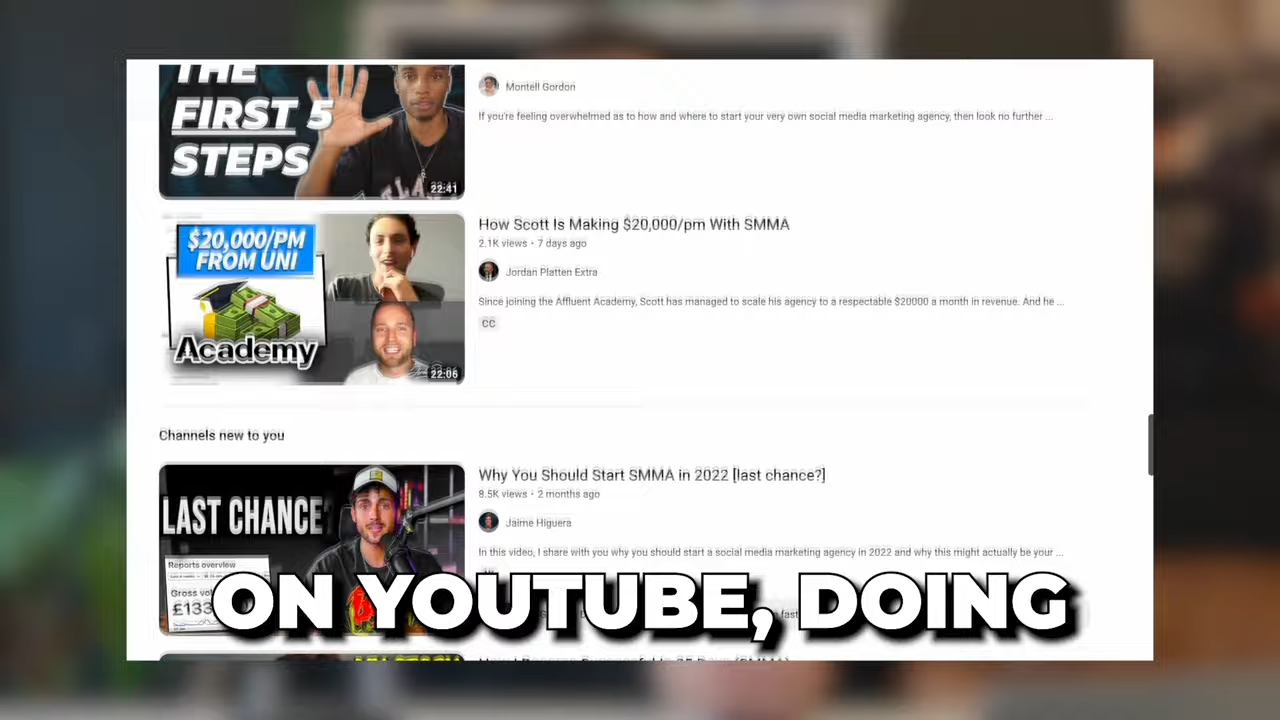 THE
FIRST 5
STEPS
22:41
Montell Gordon
If you're feeling overwhelmed as to how and where to start your very own social media marketing agency, then look no further ...
$20,000/PM
FROM UNI
Academy
22:06
How Scott Is Making $20,000/pm With SMMA
2.1K views • 7 days ago
Jordan Platten Extra
Since joining the Affluent Academy, Scott has managed to scale his agency to a respectable $20000 a month in revenue. And he ...
CC
Channels new to you
LAST CHANCE
Reports overview
Gross vol
£133
Why You Should Start SMMA in 2022 [last chance?]
8.5K views • 2 months ago
Jaime Higuera
In this video, I share with you why you should start a social media marketing agency in 2022 and why this might actually be your ...
ON YOUTUBE, DOING